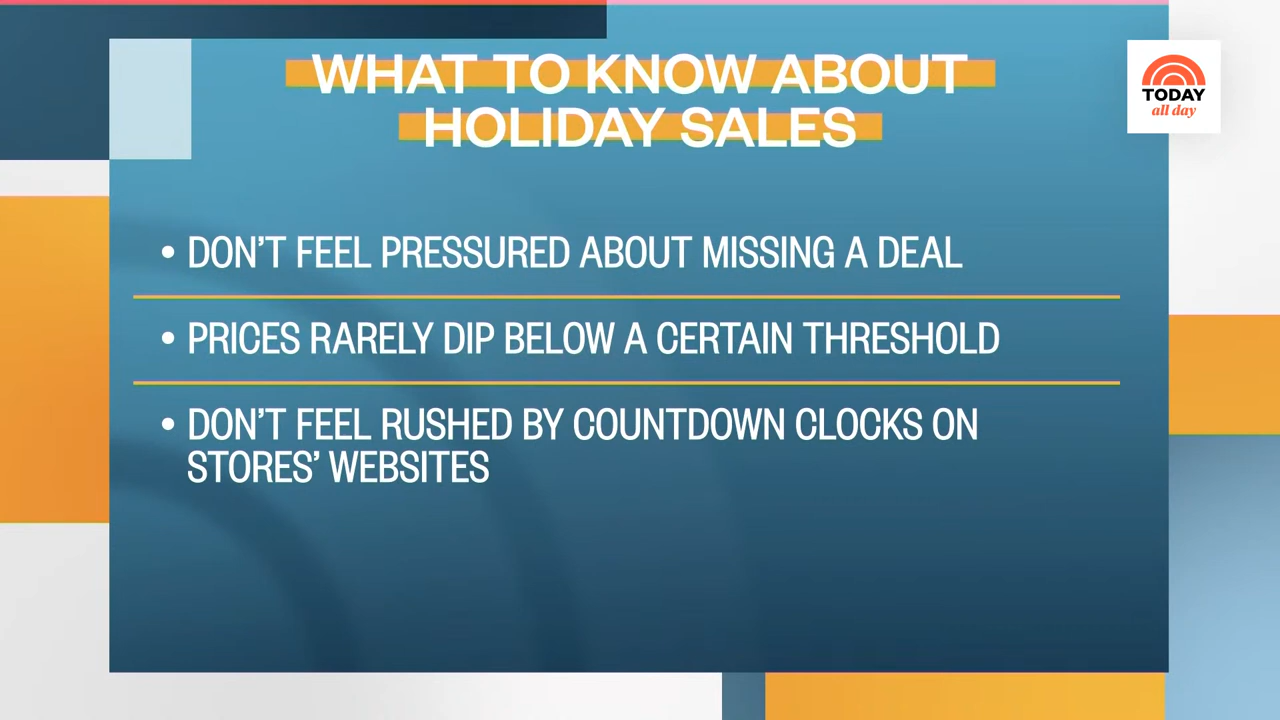 WHAT TO KNOW ABOUT
HOLIDAY SALES
TODAY
all day
• DON’T FEEL PRESSURED ABOUT MISSING A DEAL
• PRICES RARELY DIP BELOW A CERTAIN THRESHOLD
• DON’T FEEL RUSHED BY COUNTDOWN CLOCKS ON
STORES’ WEBSITES